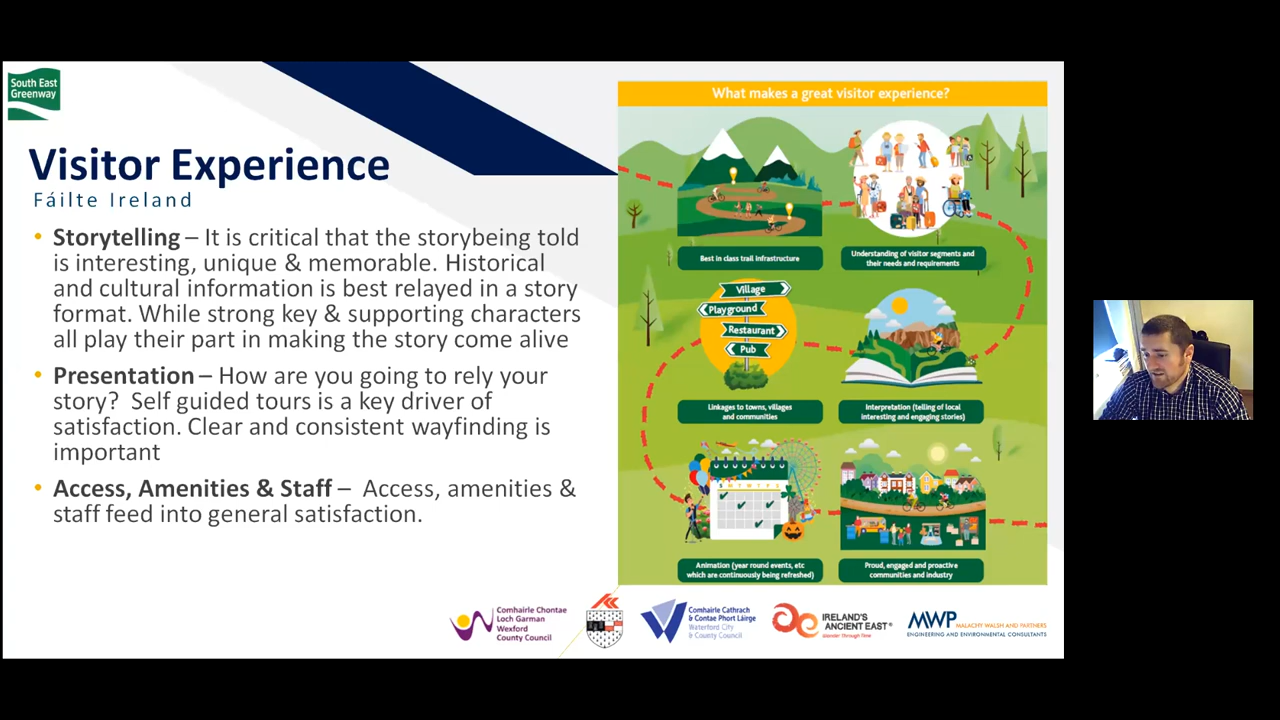 South East
Greenway
Visitor Experience
Fáilte Ireland
• Storytelling – It is critical that the storybeing told
is interesting, unique & memorable. Historical
and cultural information is best relayed in a story
format. While strong key & supporting characters
all play their part in making the story come alive
• Presentation – How are you going to rely your
story? Self guided tours is a key driver of
satisfaction. Clear and consistent wayfinding is
important
• Access, Amenities & Staff – Access, amenities &
staff feed into general satisfaction.
What makes a great visitor experience?
Best in class trail infrastructure
Understanding of visitor segments and
their needs and requirements
Village
Playground
Restaurant
Pub
Linkages to towns, villages
and communities
Interpretation (telling of local
interesting and engaging stories)
Animation (year round events, etc
which are continuously being refreshed)
Proud, engaged and proactive
communities and industry
Comhairle Chontae
Loch Garman
Wexford
County Council
Comhairle Cathrach
& Contae Phort Láirge
Waterford City
& County Council
IRELAND'S
ANCIENT EAST
Wander Through Time
MWP MALACHY WALSH AND PARTNERS
ENGINEERING AND ENVIRONMENTAL CONSULTANTS